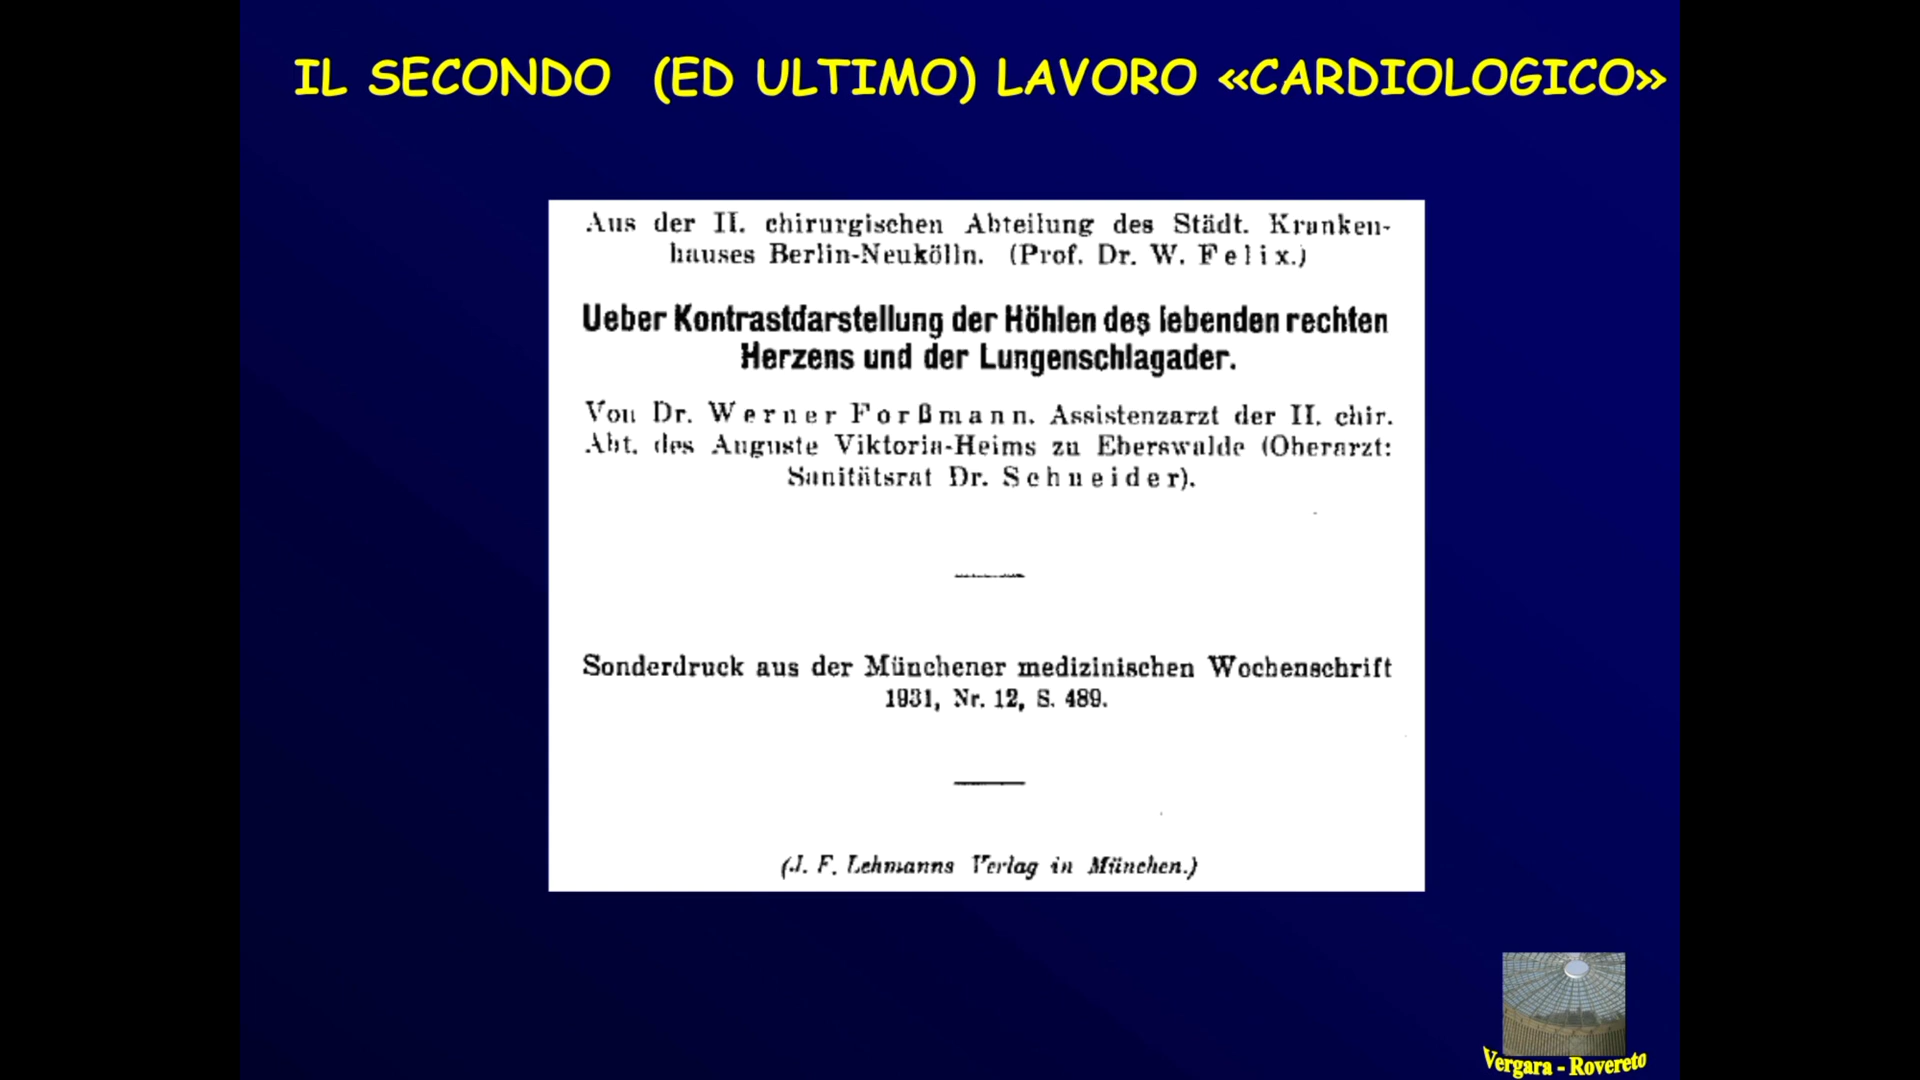 IL SECONDO (ED ULTIMO) LAVORO «CARDIOLOGICO»
Aus der II. chirurgischen Abteilung des Städt. Kranken-
hauses Berlin-Neukölln. (Prof. Dr. W. Felix.)
Ueber Kontrastdarstellung der Höhlen des lebenden rechten
Herzens und der Lungenschlagader.
Von Dr. Werner Forßmann. Assistenzarzt der II. chir.
Abt. des Auguste Viktoria-Heims zu Eberswalde (Oberarzt:
Sanitätsrat Dr. Schneider).
Sonderdruck aus der Münchener medizinischen Wochenschrift
1931, Nr. 12, S. 489.
(J. F. Lehmanns Verlag in München.)
Vergara - Rovereto